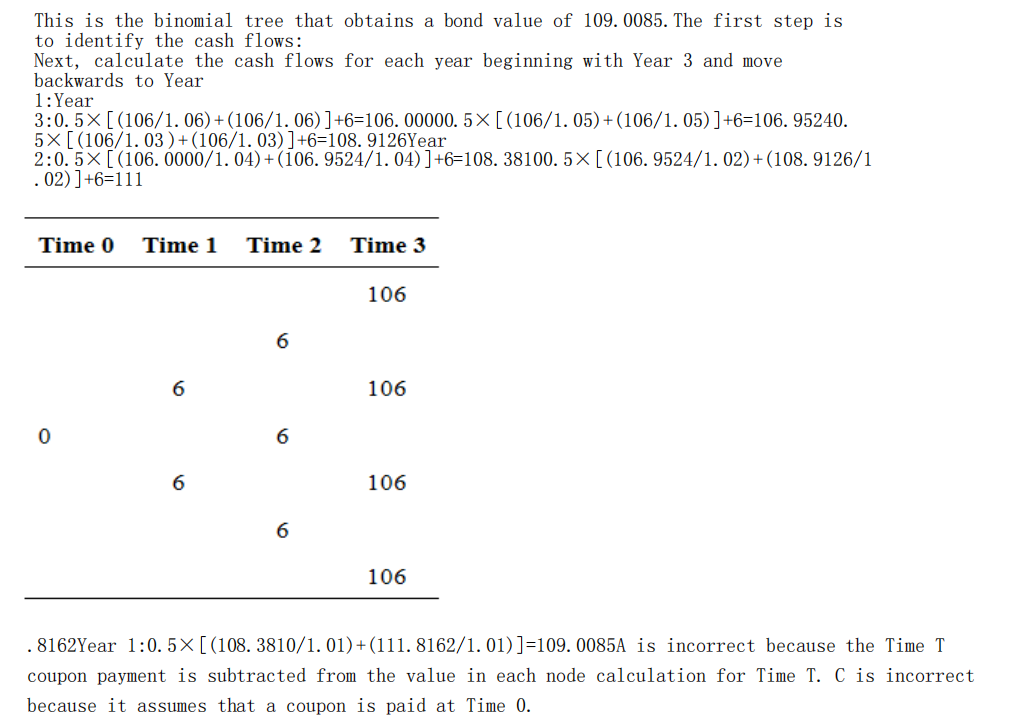 This is the binomial tree that obtains a bond value of 109.0085.The first step is
to identify the cash flows:
Next, calculate the cash flows for each year beginning with Year 3 and move
backwards to Year
1:Year
3:0.5×[(106/1.06)+(106/1.06)]+6=106.00000.5×[(106/1.05)+(106/1.05)]+6=106.95240.
5×[(106/1.03)+(106/1.03)]+6=108.9126Year
2:0.5×[(106.0000/1.04)+(106.9524/1.04)]+6=108.38100.5×[(106.9524/1.02)+(108.9126/1
.02)]+6=111
Time 0 Time 1 Time 2 Time 3
106
6
6 106
0 6
6 106
6
106
.8162Year 1:0.5×[(108.3810/1.01)+(111.8162/1.01)]=109.0085A is incorrect because the Time T
coupon payment is subtracted from the value in each node calculation for Time T. C is incorrect
because it assumes that a coupon is paid at Time 0.